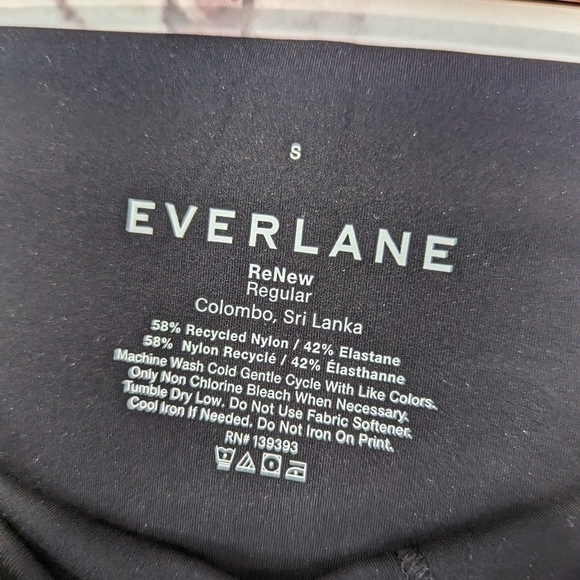 S
EVERLANE
ReNew
Regular
Colombo, Sri Lanka
58% Recycled Nylon / 42% Elastane
58% Nylon Recyclé / 42% Élasthanne
Machine Wash Cold Gentle Cycle With Like Colors.
Only Non Chlorine Bleach When Necessary.
Tumble Dry Low. Do Not Use Fabric Softener.
Cool Iron If Needed. Do Not Iron On Print.
RN# 139393